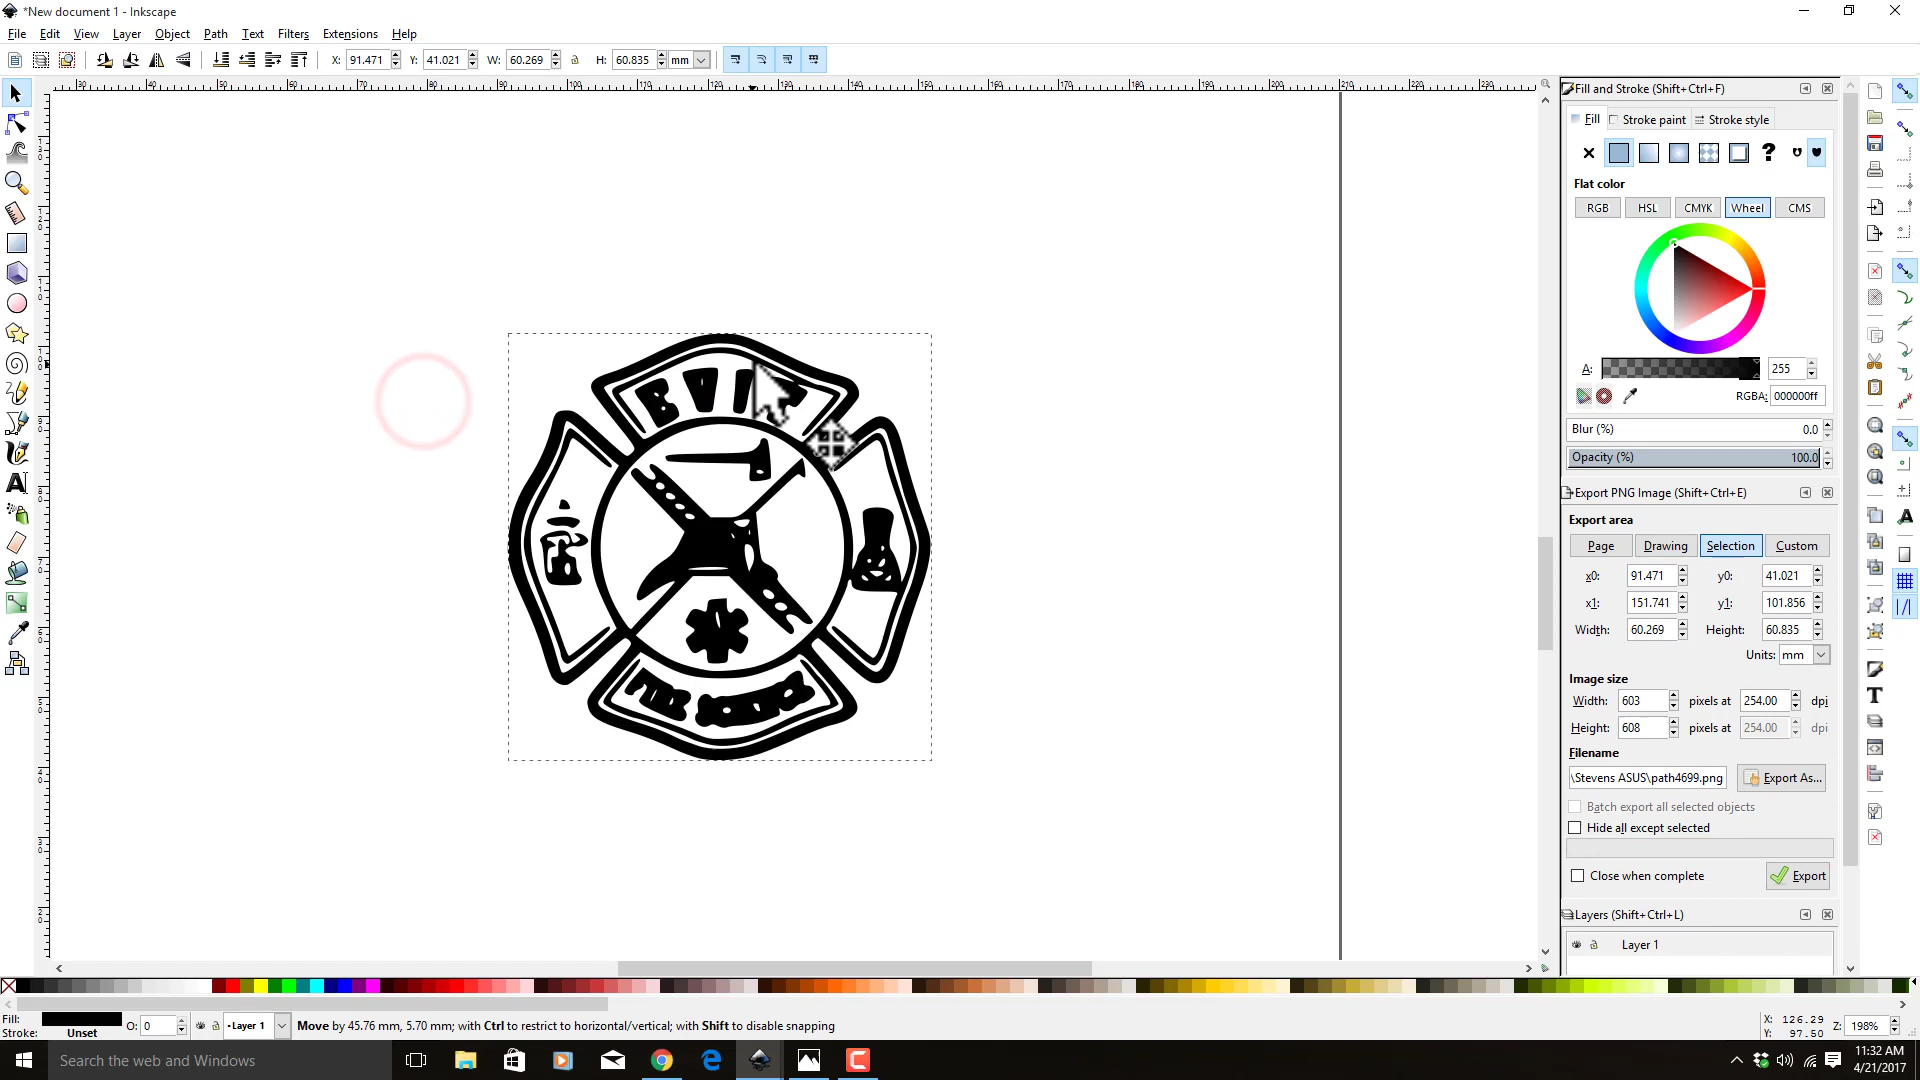 *New document 1 - Inkscape
File Edit View Layer Object Path Text Filters Extensions Help
X: 91.471 Y: 41.021 W: 60.269 H: 60.835 mm
Fill and Stroke (Shift+Ctrl+F)
Fill Stroke paint Stroke style
Flat color
RGB HSL CMYK Wheel CMS
A: 255
RGBA: 000000ff
Blur (%) 0.0
Opacity (%) 100.0
Export PNG Image (Shift+Ctrl+E)
Export area
Page Drawing Selection Custom
x0: 91.471 y0: 41.021
x1: 151.741 y1: 101.856
Width: 60.269 Height: 60.835
Units: mm
Image size
Width: 603 pixels at 254.00 dpi
Height: 608 pixels at 254.00 dpi
Filename
\Stevens ASUS\path4699.png Export As...
Batch export all selected objects
Hide all except selected
Close when complete Export
Layers (Shift+Ctrl+L)
Layer 1
Fill:
Stroke: Unset
O: 0
Layer 1
Move by 45.76 mm, 5.70 mm; with Ctrl to restrict to horizontal/vertical; with Shift to disable snapping
X: 126.29
Y: 97.50
Z: 198%
Search the web and Windows
11:32 AM
4/21/2017